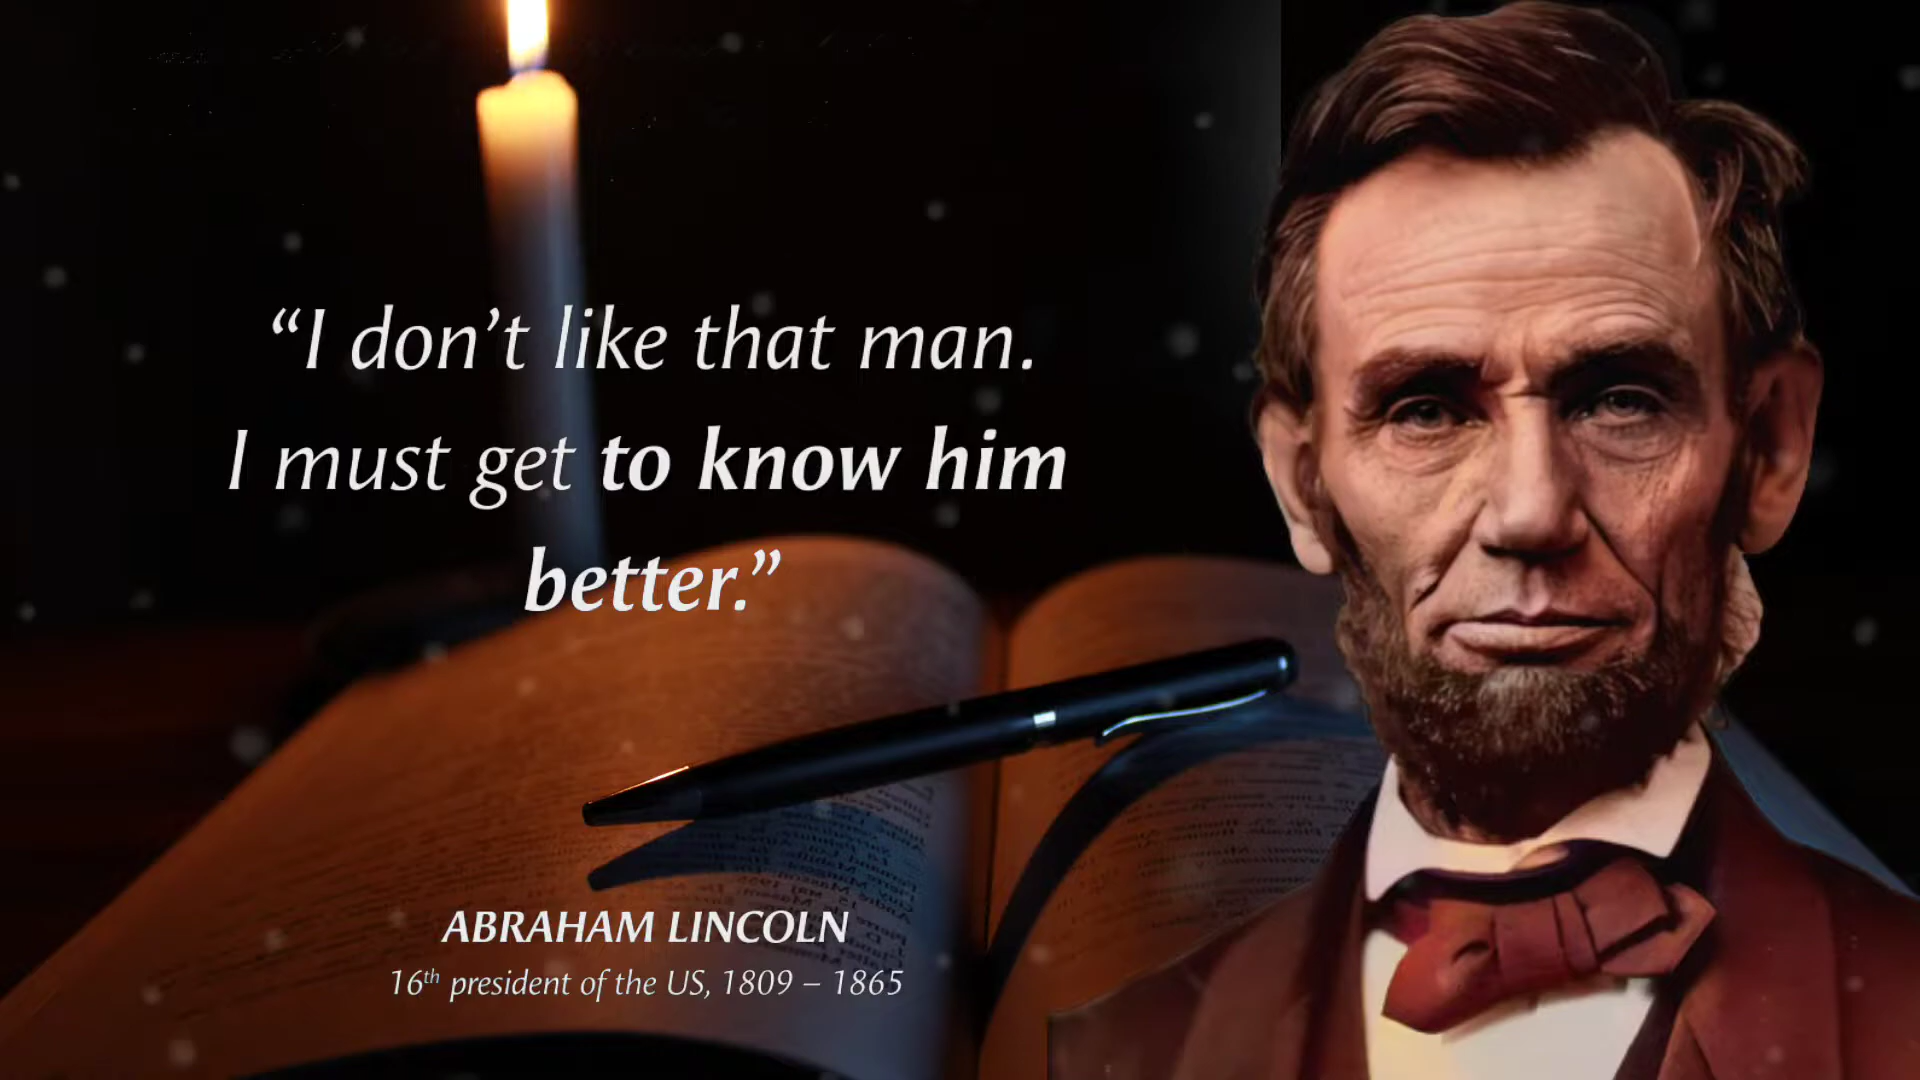 “I don’t like that man.
I must get to know him
better.”
ABRAHAM LINCOLN
16th president of the US, 1809 – 1865